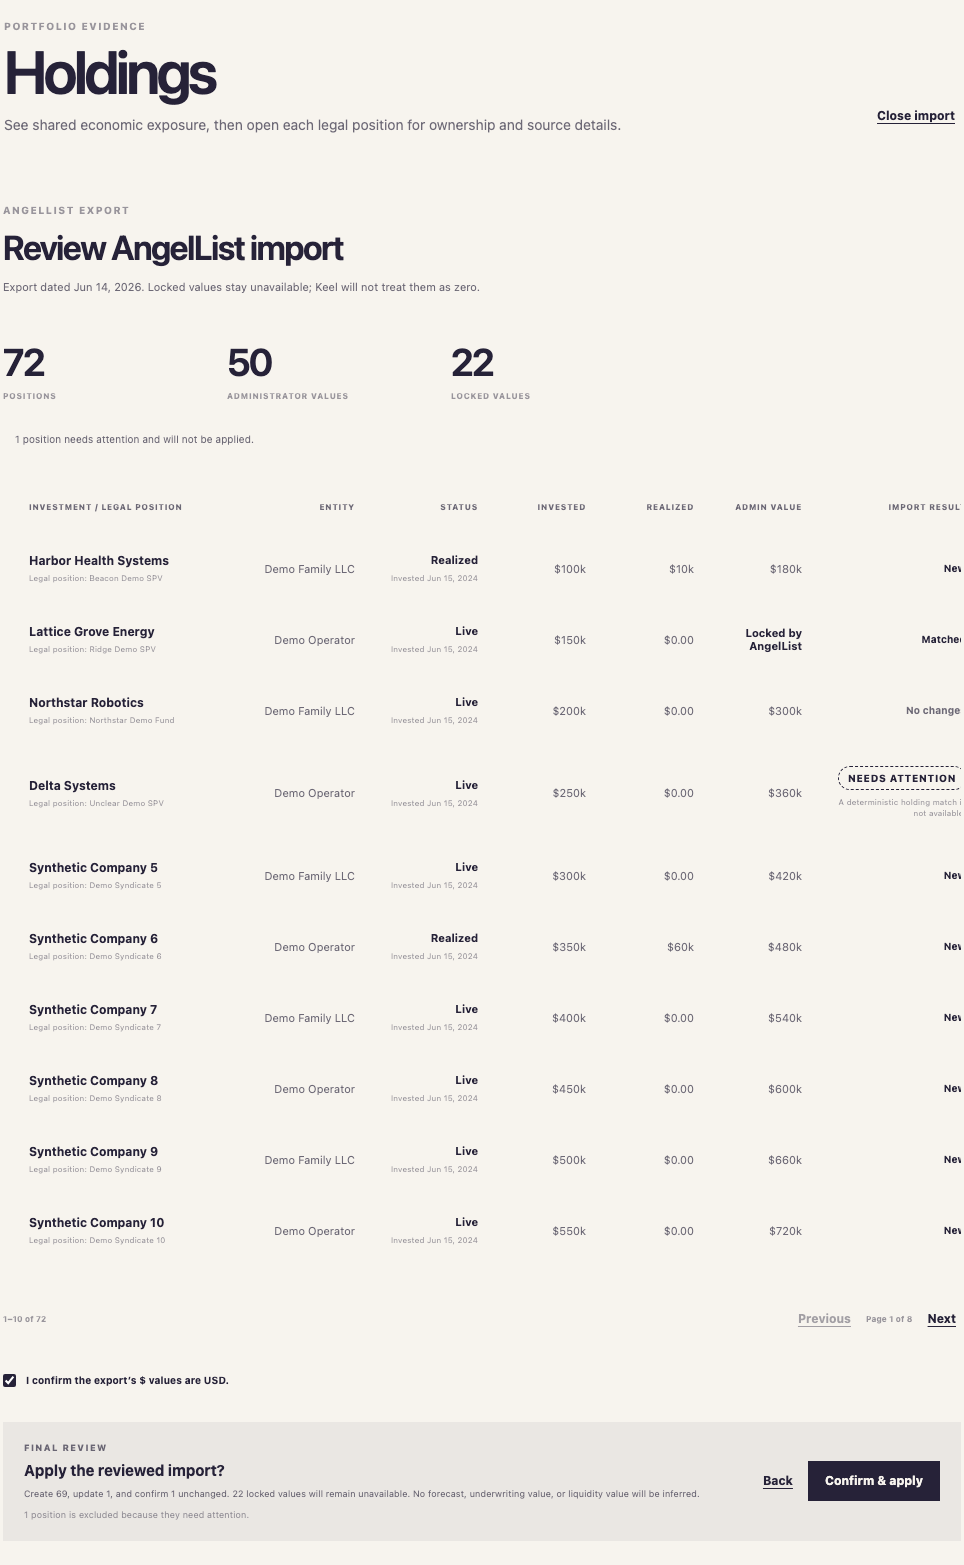 PORTFOLIO EVIDENCE
Holdings
See shared economic exposure, then open each legal position for ownership and source details.
Close import
ANGELLIST EXPORT
Review AngelList import
Export dated Jun 14, 2026. Locked values stay unavailable; Keel will not treat them as zero.
72 50 22
POSITIONS ADMINISTRATOR VALUES LOCKED VALUES
1 position needs attention and will not be applied.
INVESTMENT / LEGAL POSITION ENTITY STATUS INVESTED REALIZED ADMIN VALUE IMPORT RESUL
Harbor Health Systems Demo Family LLC Realized $100k $10k $180k New
Legal position: Beacon Demo SPV Invested Jun 15, 2024
Lattice Grove Energy Demo Operator Live $150k $0.00 Locked by AngelList Matched
Legal position: Ridge Demo SPV Invested Jun 15, 2024
Northstar Robotics Demo Family LLC Live $200k $0.00 $300k No change
Legal position: Northstar Demo Fund Invested Jun 15, 2024
Delta Systems Demo Operator Live $250k $0.00 $360k NEEDS ATTENTION
Legal position: Unclear Demo SPV Invested Jun 15, 2024 A deterministic holding match i
not available
Synthetic Company 5 Demo Family LLC Live $300k $0.00 $420k New
Legal position: Demo Syndicate 5 Invested Jun 15, 2024
Synthetic Company 6 Demo Operator Realized $350k $60k $480k New
Legal position: Demo Syndicate 6 Invested Jun 15, 2024
Synthetic Company 7 Demo Family LLC Live $400k $0.00 $540k New
Legal position: Demo Syndicate 7 Invested Jun 15, 2024
Synthetic Company 8 Demo Operator Live $450k $0.00 $600k New
Legal position: Demo Syndicate 8 Invested Jun 15, 2024
Synthetic Company 9 Demo Family LLC Live $500k $0.00 $660k New
Legal position: Demo Syndicate 9 Invested Jun 15, 2024
Synthetic Company 10 Demo Operator Live $550k $0.00 $720k New
Legal position: Demo Syndicate 10 Invested Jun 15, 2024
1–10 of 72 Previous Page 1 of 8 Next
I confirm the export's $ values are USD.
FINAL REVIEW
Apply the reviewed import?
Create 69, update 1, and confirm 1 unchanged. 22 locked values will remain unavailable. No forecast, underwriting value, or liquidity value will be inferred.
1 position is excluded because they need attention.
Back Confirm & apply